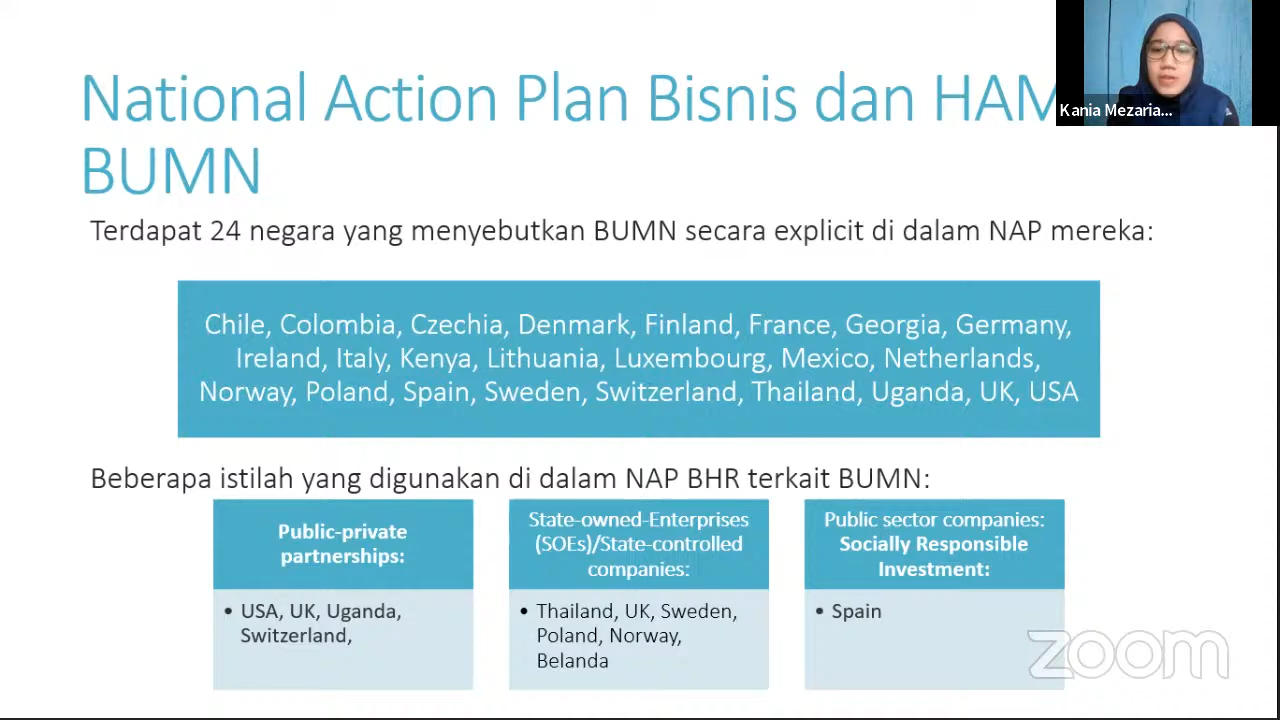 National Action Plan Bisnis dan HAM
BUMN
Kania Mezaria...
Terdapat 24 negara yang menyebutkan BUMN secara explicit di dalam NAP mereka:
Chile, Colombia, Czechia, Denmark, Finland, France, Georgia, Germany,
Ireland, Italy, Kenya, Lithuania, Luxembourg, Mexico, Netherlands,
Norway, Poland, Spain, Sweden, Switzerland, Thailand, Uganda, UK, USA
Beberapa istilah yang digunakan di dalam NAP BHR terkait BUMN:
Public-private
partnerships:
• USA, UK, Uganda,
Switzerland,
State-owned-Enterprises
(SOEs)/State-controlled
companies:
• Thailand, UK, Sweden,
Poland, Norway,
Belanda
Public sector companies:
Socially Responsible
Investment:
• Spain
zoom